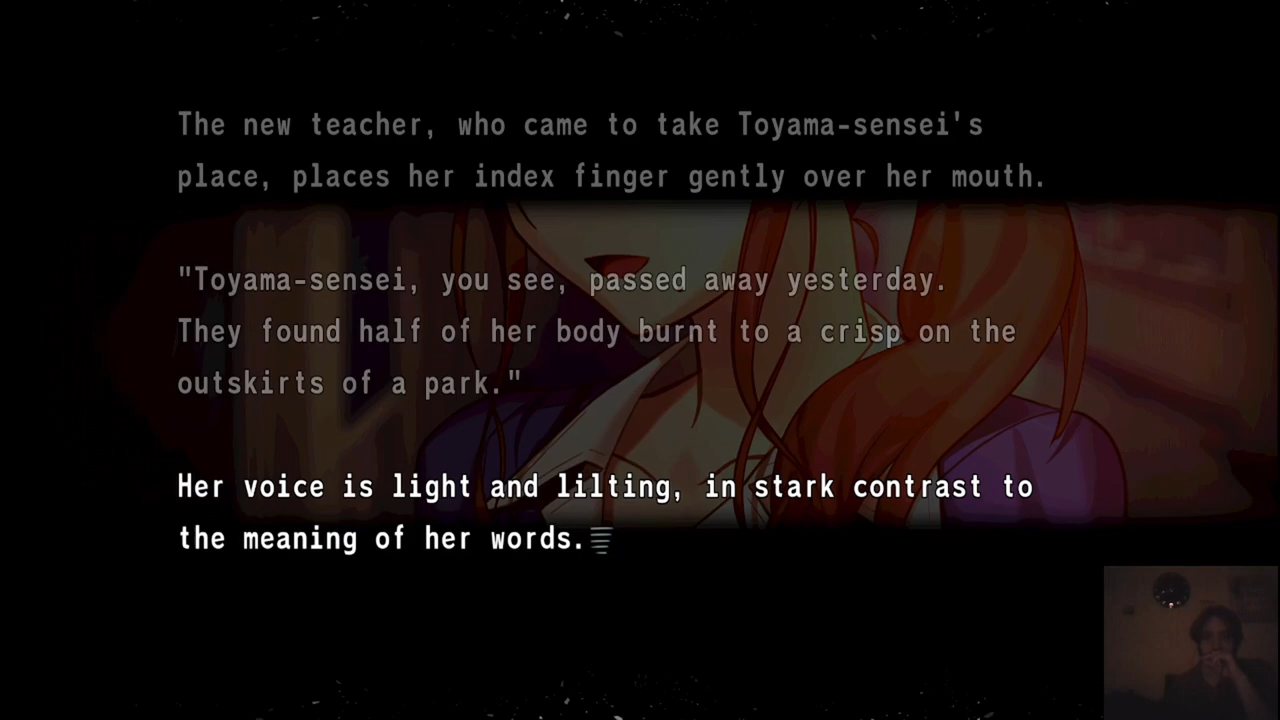 The new teacher, who came to take Toyama-sensei's
place, places her index finger gently over her mouth.
"Toyama-sensei, you see, passed away yesterday.
They found half of her body burnt to a crisp on the
outskirts of a park."
Her voice is light and lilting, in stark contrast to
the meaning of her words.